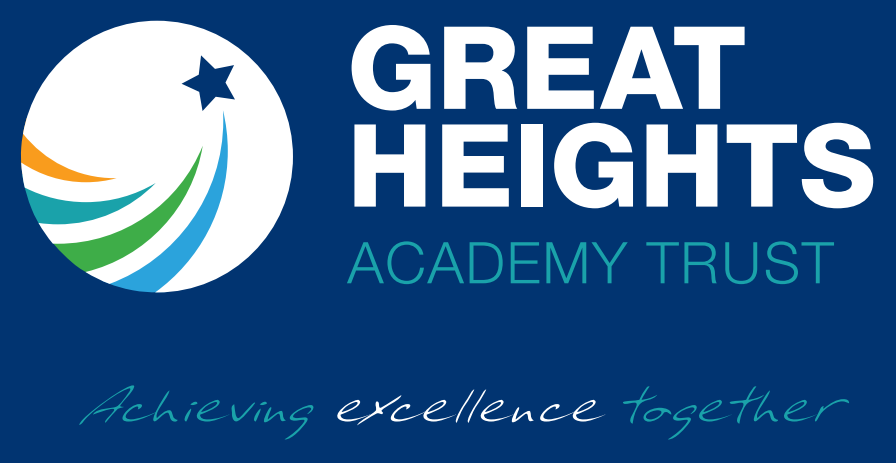 GREAT
HEIGHTS
ACADEMY TRUST
Achieving excellence together